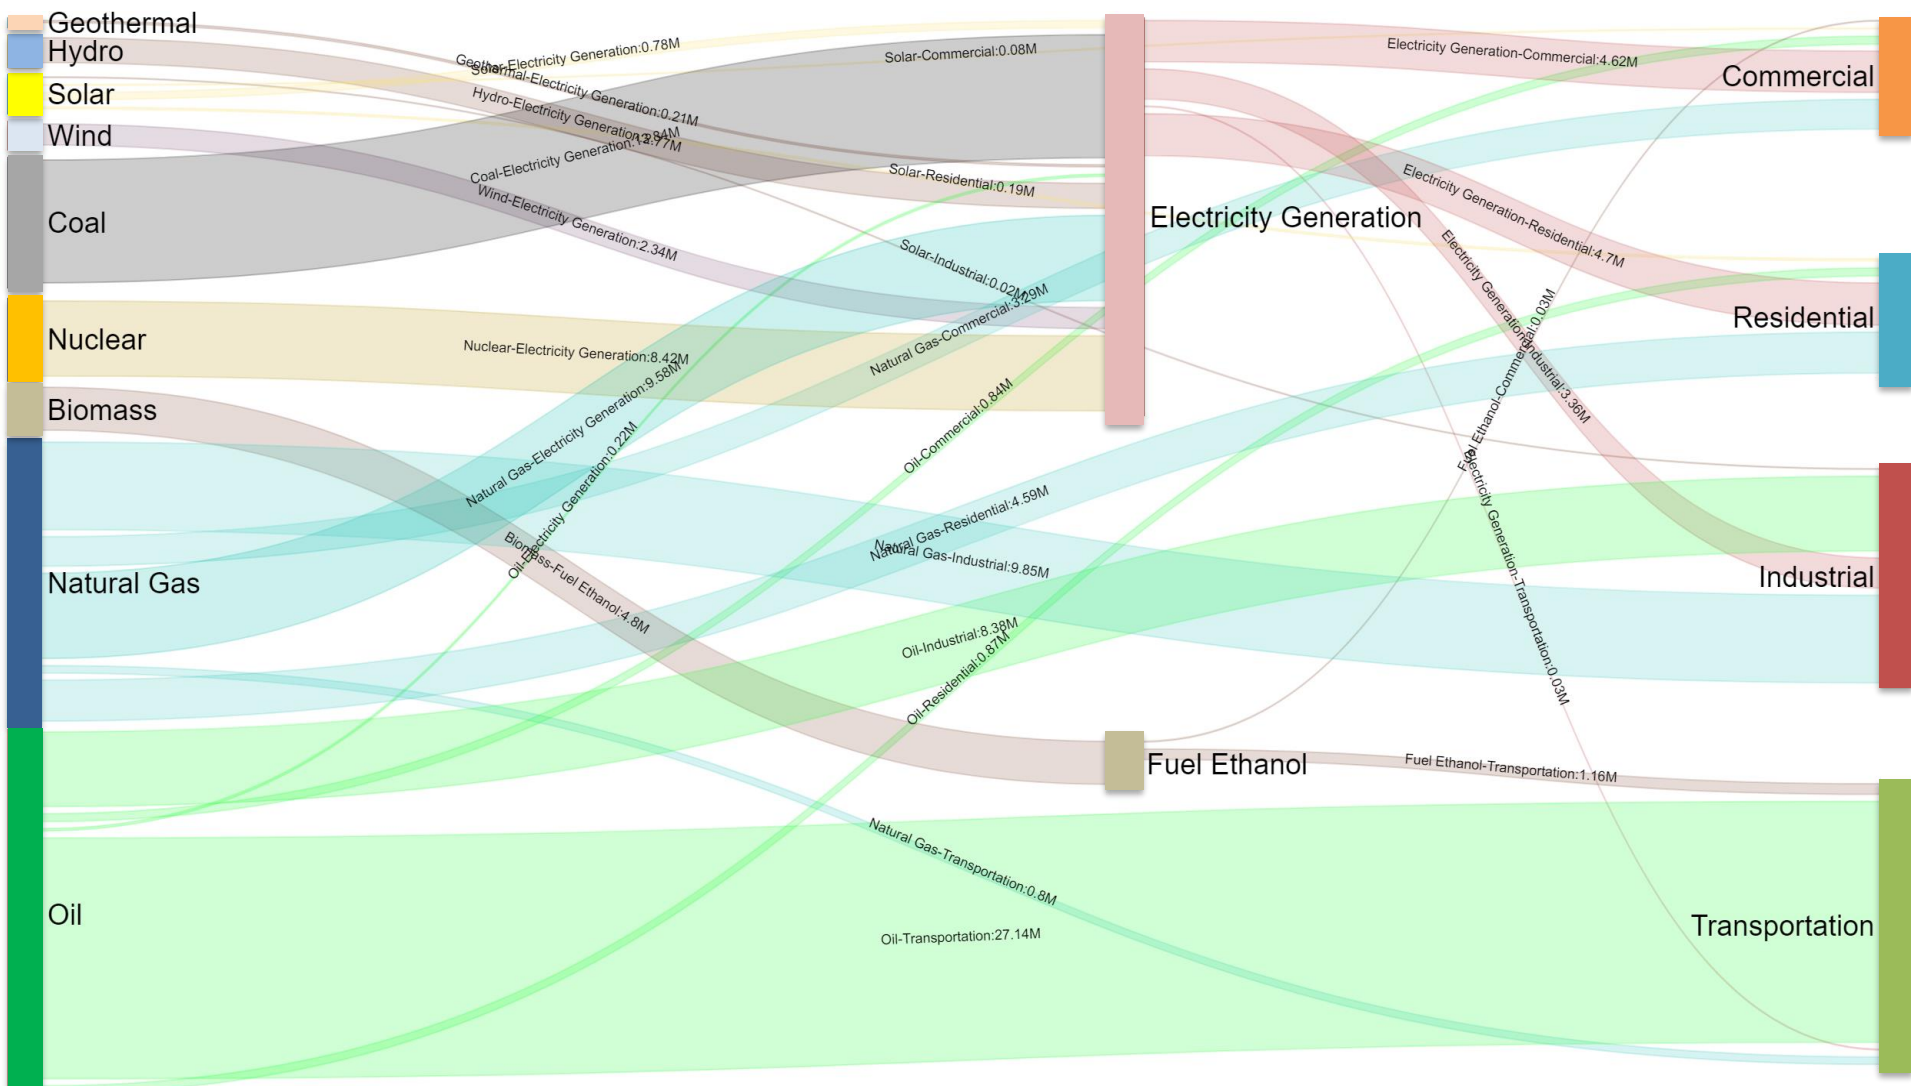 Geothermal
Hydro
Solar
Wind
Coal
Nuclear
Biomass
Natural Gas
Oil
Solar-Electricity Generation:0.78M
Geothermal-Electricity Generation:0.21M
Hydro-Electricity Generation:2.77M
Coal-Electricity Generation:13.84M
Wind-Electricity Generation:2.34M
Nuclear-Electricity Generation:8.42M
Natural Gas-Electricity Generation:9.58M
Oil-Electricity Generation:0.22M
Biomass-Fuel Ethanol:4.8M
Solar-Commercial:0.08M
Solar-Residential:0.19M
Solar-Industrial:0.02M
Natural Gas-Commercial:3.29M
Oil-Commercial:0.84M
Natural Gas-Residential:4.59M
Natural Gas-Industrial:9.85M
Oil-Industrial:8.38M
Oil-Residential:0.87M
Natural Gas-Transportation:0.8M
Oil-Transportation:27.14M
Electricity Generation
Fuel Ethanol
Electricity Generation-Commercial:4.62M
Electricity Generation-Residential:4.7M
Electricity Generation-Industrial:3.36M
Fuel Ethanol-Commercial:0.03M
Electricity Generation-Transportation:0.03M
Fuel Ethanol-Transportation:1.16M
Commercial
Residential
Industrial
Transportation